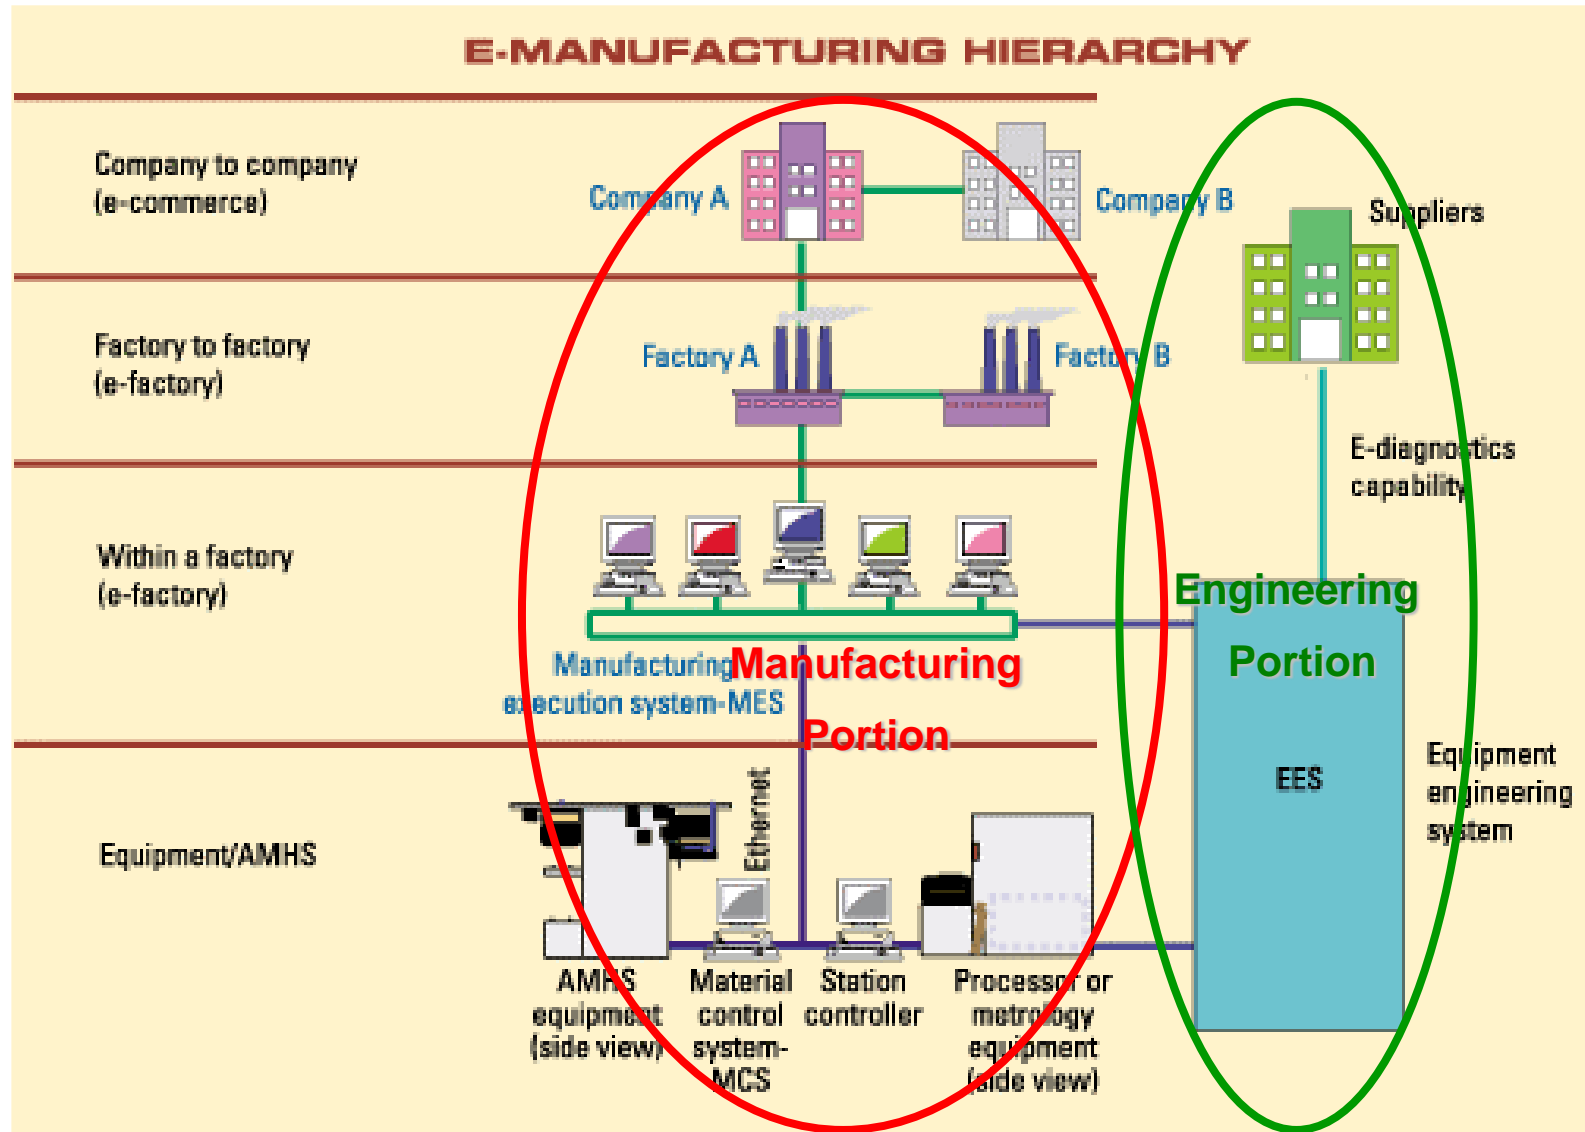 E-MANUFACTURING HIERARCHY
Company to company
(e-commerce)
Company A
Company B
Suppliers
Factory to factory
(e-factory)
Factory A
Factory B
E-diagnostics
capability
Within a factory
(e-factory)
Engineering
Portion
Manufacturing
execution system-MES
Manufacturing
Portion
Equipment/AMHS
Ethernet
EES
Equipment
engineering
system
AMHS
equipment
(side view)
Material
control
system-
MCS
Station
controller
Processor or
metrology
equipment
(side view)